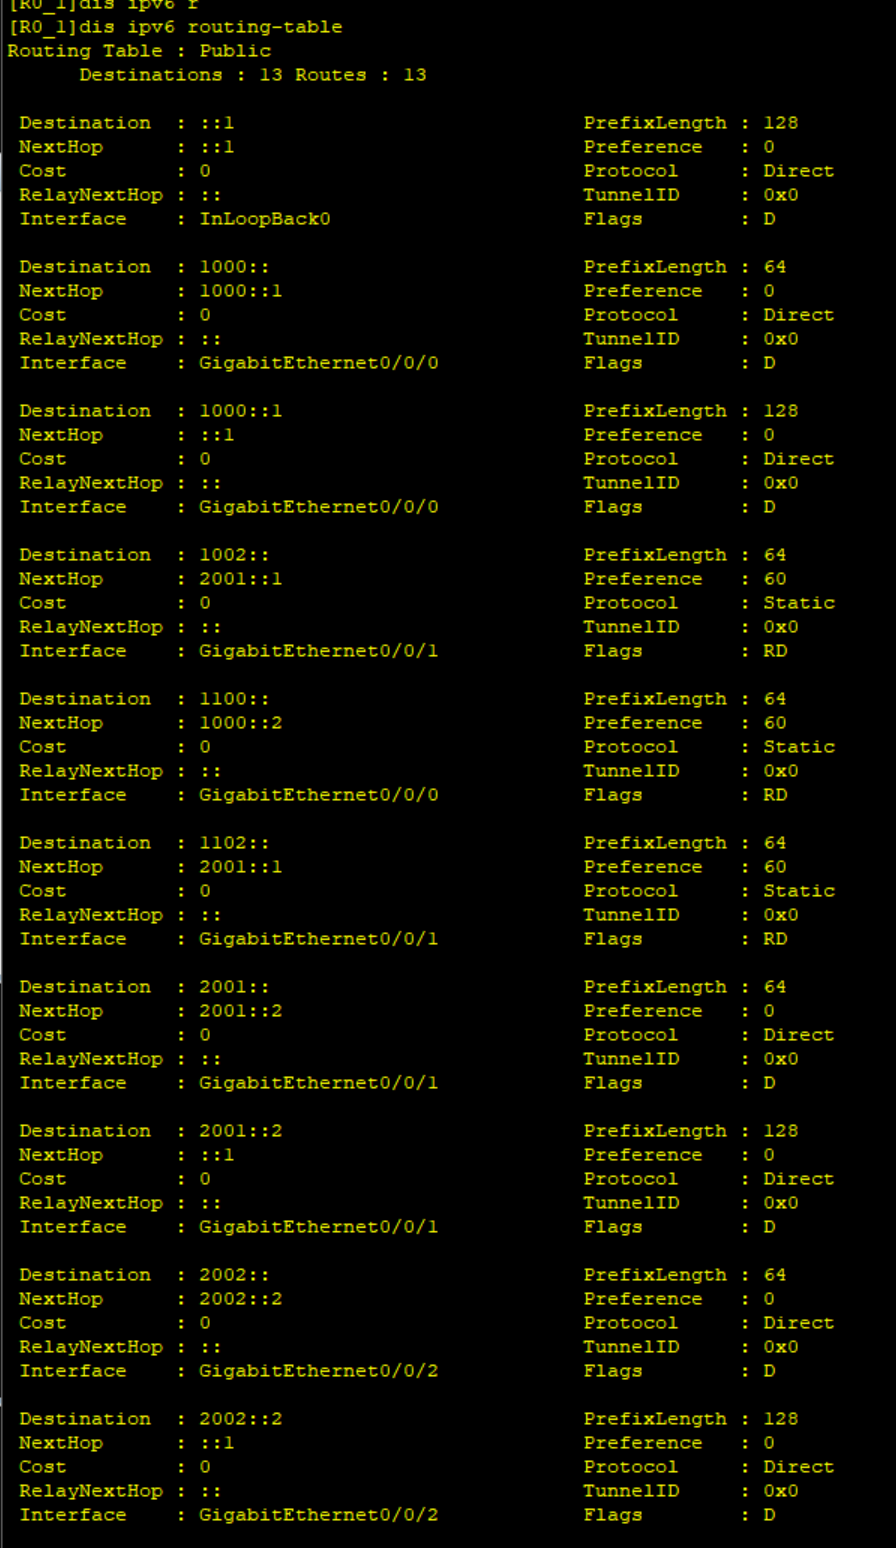 [R0_1]dis ipv6 r
[R0_1]dis ipv6 routing-table
Routing Table : Public
Destinations : 13 Routes : 13
Destination : ::1 PrefixLength : 128
NextHop : ::1 Preference : 0
Cost : 0 Protocol : Direct
RelayNextHop : :: TunnelID : 0x0
Interface : InLoopBack0 Flags : D
Destination : 1000:: PrefixLength : 64
NextHop : 1000::1 Preference : 0
Cost : 0 Protocol : Direct
RelayNextHop : :: TunnelID : 0x0
Interface : GigabitEthernet0/0/0 Flags : D
Destination : 1000::1 PrefixLength : 128
NextHop : ::1 Preference : 0
Cost : 0 Protocol : Direct
RelayNextHop : :: TunnelID : 0x0
Interface : GigabitEthernet0/0/0 Flags : D
Destination : 1002:: PrefixLength : 64
NextHop : 2001::1 Preference : 60
Cost : 0 Protocol : Static
RelayNextHop : :: TunnelID : 0x0
Interface : GigabitEthernet0/0/1 Flags : RD
Destination : 1100:: PrefixLength : 64
NextHop : 1000::2 Preference : 60
Cost : 0 Protocol : Static
RelayNextHop : :: TunnelID : 0x0
Interface : GigabitEthernet0/0/0 Flags : RD
Destination : 1102:: PrefixLength : 64
NextHop : 2001::1 Preference : 60
Cost : 0 Protocol : Static
RelayNextHop : :: TunnelID : 0x0
Interface : GigabitEthernet0/0/1 Flags : RD
Destination : 2001:: PrefixLength : 64
NextHop : 2001::2 Preference : 0
Cost : 0 Protocol : Direct
RelayNextHop : :: TunnelID : 0x0
Interface : GigabitEthernet0/0/1 Flags : D
Destination : 2001::2 PrefixLength : 128
NextHop : ::1 Preference : 0
Cost : 0 Protocol : Direct
RelayNextHop : :: TunnelID : 0x0
Interface : GigabitEthernet0/0/1 Flags : D
Destination : 2002:: PrefixLength : 64
NextHop : 2002::2 Preference : 0
Cost : 0 Protocol : Direct
RelayNextHop : :: TunnelID : 0x0
Interface : GigabitEthernet0/0/2 Flags : D
Destination : 2002::2 PrefixLength : 128
NextHop : ::1 Preference : 0
Cost : 0 Protocol : Direct
RelayNextHop : :: TunnelID : 0x0
Interface : GigabitEthernet0/0/2 Flags : D